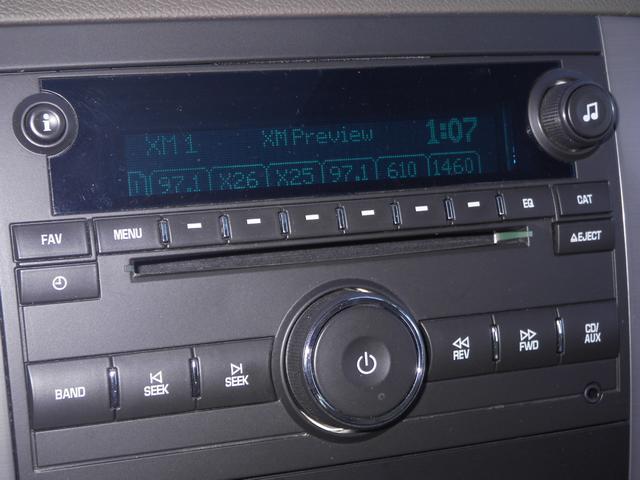 i
XM 1 XM Preview 1:07
97.1 X26 X25 97.1 610 1460
FAV MENU EQ CAT
EJECT
BAND SEEK SEEK REV FWD CD/
AUX